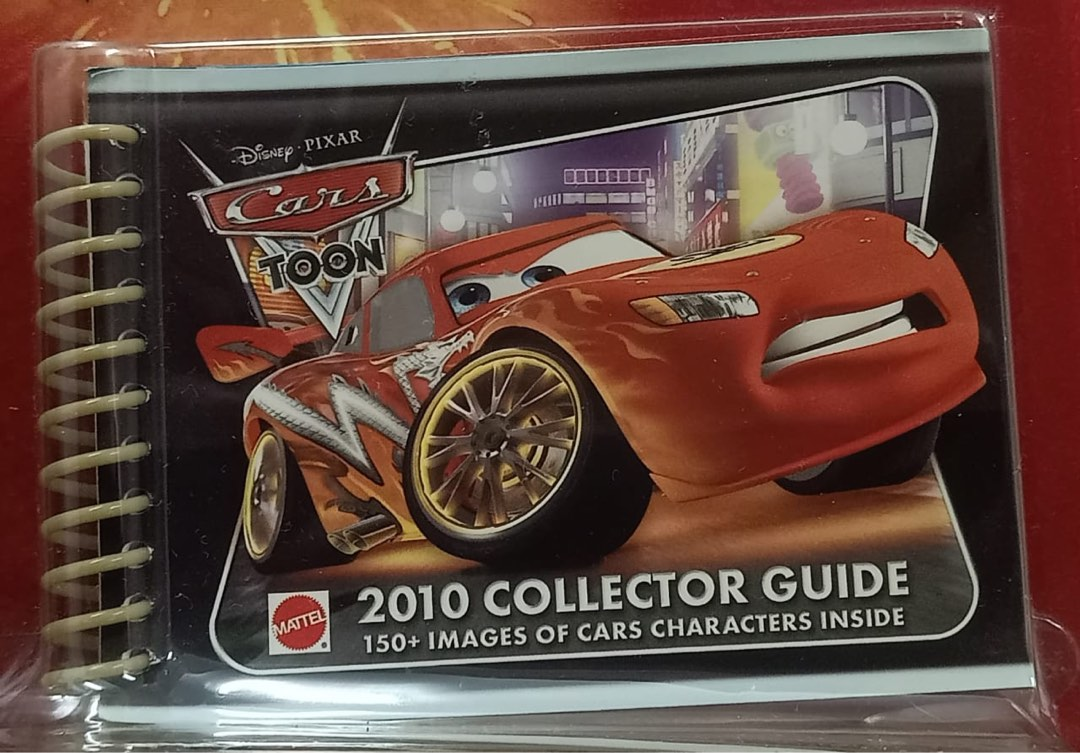 Disney · PIXAR
Cars
TOON
MATTEL
2010 COLLECTOR GUIDE
150+ IMAGES OF CARS CHARACTERS INSIDE